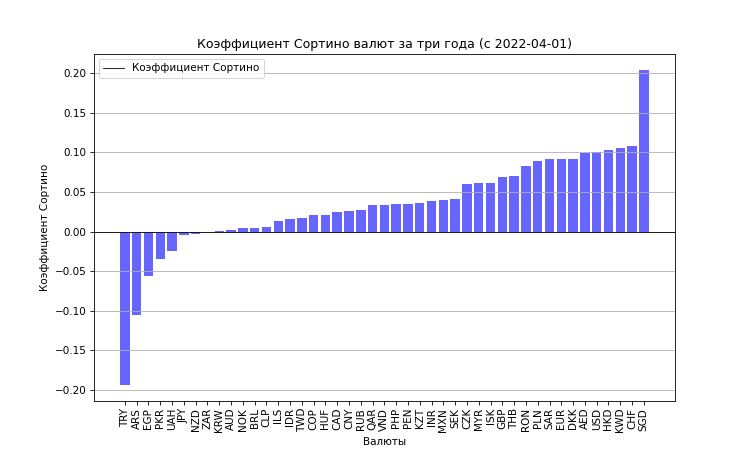 Коэффициент Сортино валют за три года (с 2022-04-01)
Коэффициент Сортино
0.20
0.15
0.10
0.05
0.00
−0.05
−0.10
−0.15
−0.20
Коэффициент Сортино
TRY
ARS
EGP
PKR
UAH
JPY
NZD
ZAR
KRW
AUD
NOK
BRL
CLP
ILS
IDR
TWD
COP
HUF
CAD
CNY
RUB
QAR
VND
PHP
PEN
KZT
INR
MXN
SEK
CZK
MYR
ISK
GBP
THB
RON
PLN
SAR
EUR
DKK
AED
USD
HKD
KWD
CHF
SGD
Валюты